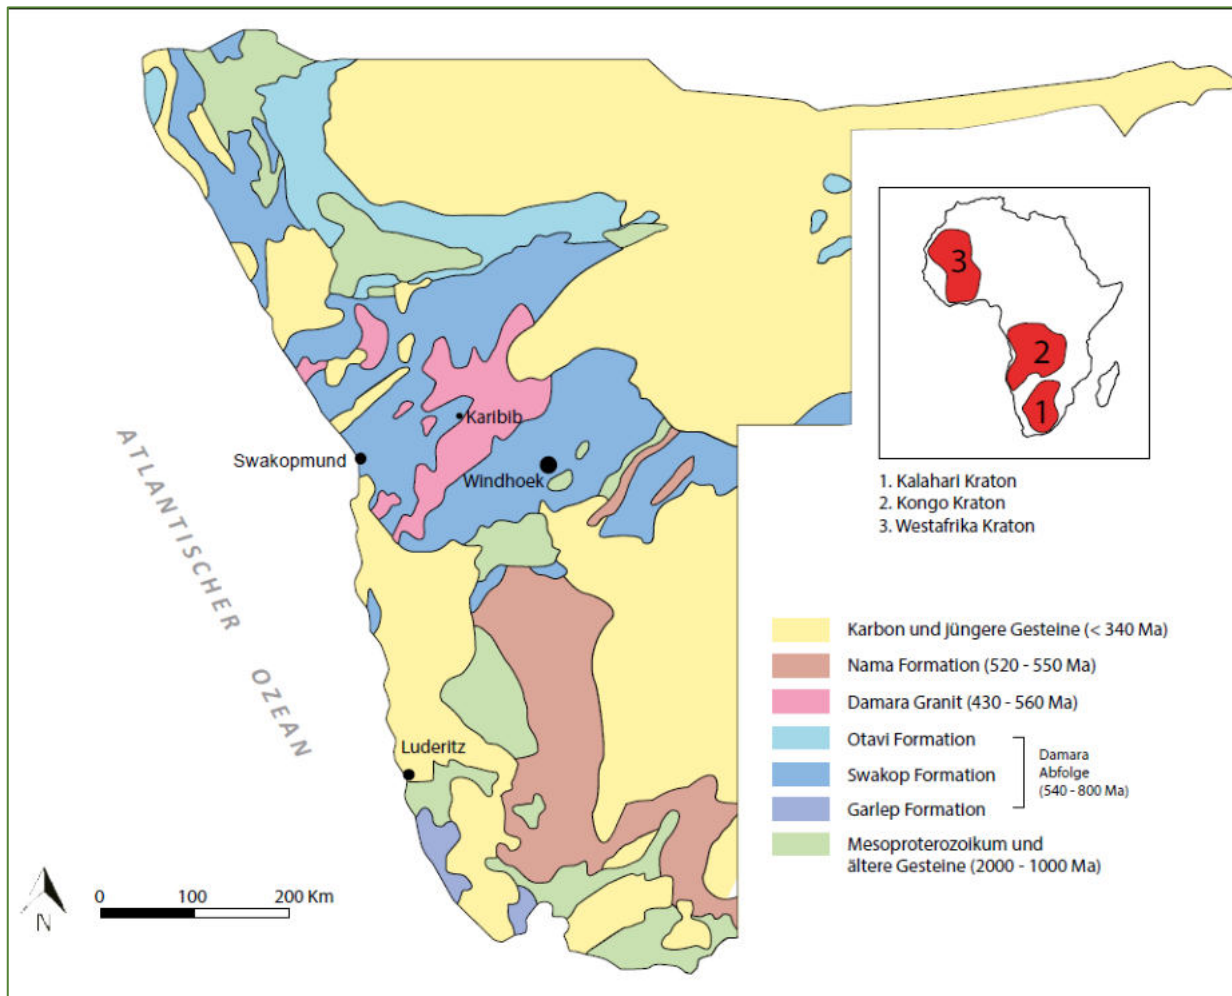 Karibib
Swakopmund
Windhoek
ATLANTISCHER OZEAN
Luderitz
N
0 100 200 Km
3
2
1
1. Kalahari Kraton
2. Kongo Kraton
3. Westafrika Kraton
Karbon und jüngere Gesteine (< 340 Ma)
Nama Formation (520 - 550 Ma)
Damara Granit (430 - 560 Ma)
Otavi Formation
Swakop Formation
Garlep Formation
Damara
Abfolge
(540 - 800 Ma)
Mesoproterozoikum und
ältere Gesteine (2000 - 1000 Ma)